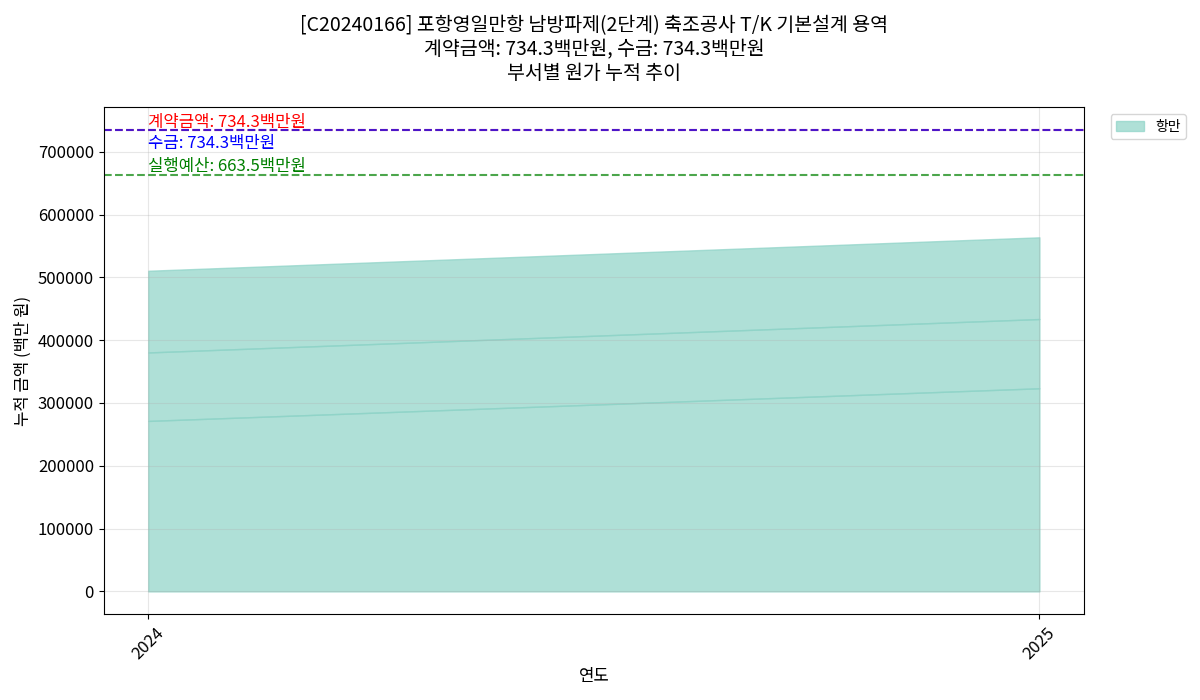 [C20240166] 포항영일만항 남방파제(2단계) 축조공사 T/K 기본설계 용역
계약금액: 734.3백만원, 수금: 734.3백만원
부서별 원가 누적 추이
계약금액: 734.3백만원
수금: 734.3백만원
실행예산: 663.5백만원
항만
700000
600000
500000
400000
300000
200000
100000
0
누적 금액 (백만 원)
2024
2025
연도